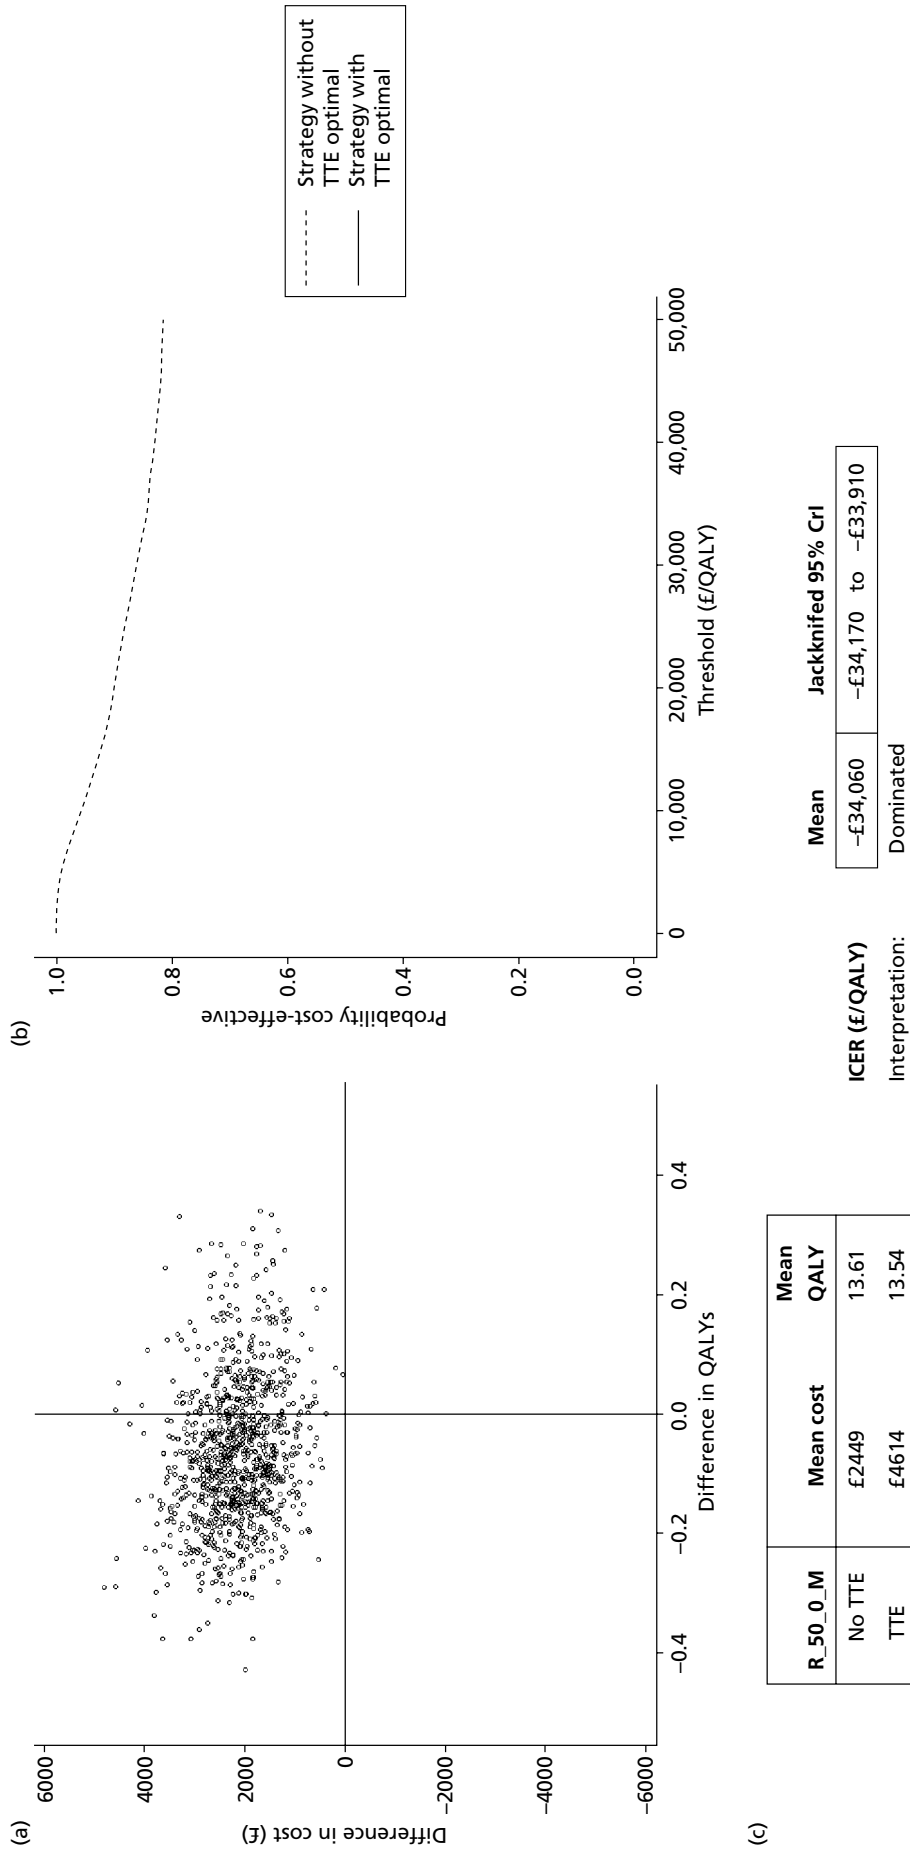 (a)
6000
4000
2000
0
−2000
−4000
−6000
Difference in cost (£)
−0.4
−0.2
0.0
0.2
0.4
Difference in QALYs
(b)
1.0
0.8
0.6
0.4
0.2
0.0
Probability cost-effective
0
10,000
20,000
30,000
40,000
50,000
Threshold (£/QALY)
Strategy without
TTE optimal
Strategy with
TTE optimal
(c)
R_50_0_M Mean cost Mean QALY
No TTE £2449 13.61
TTE £4614 13.54
Mean Jackknifed 95% CrI
ICER (£/QALY) −£34,060 −£34,170 to −£33,910
Interpretation: Dominated